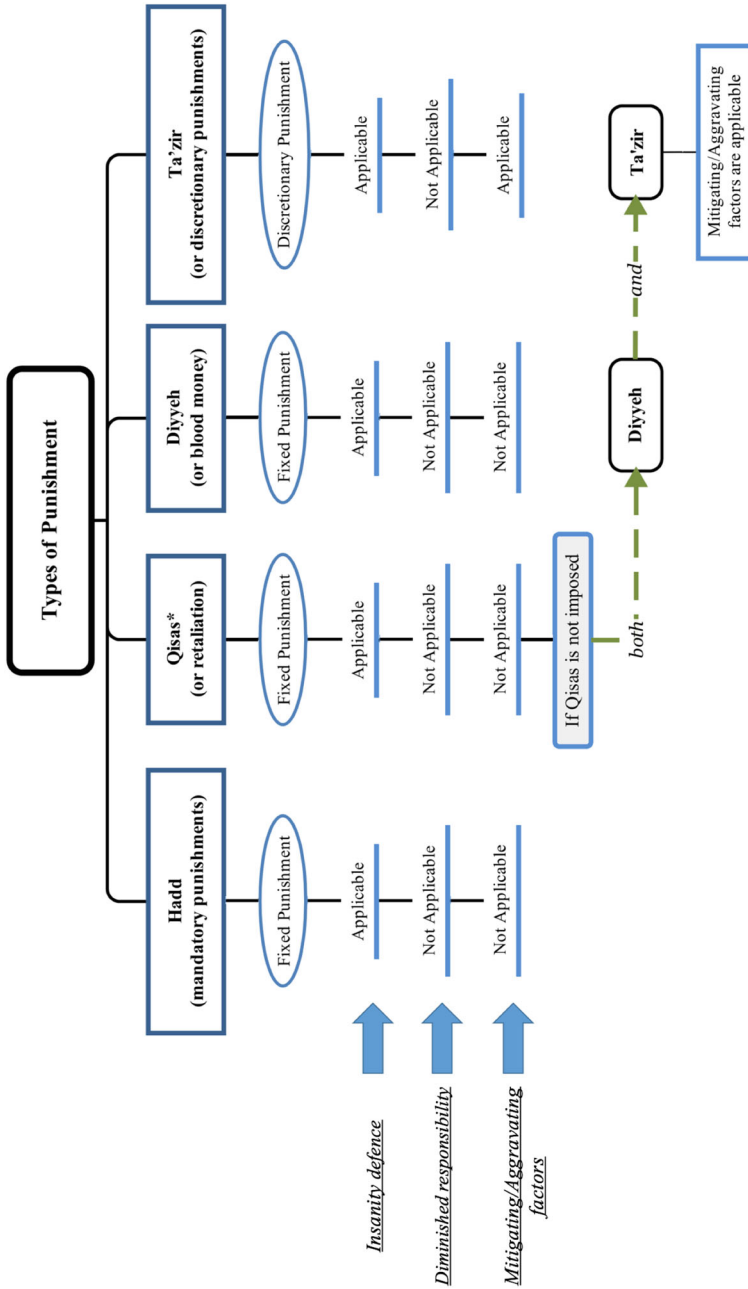 Types of Punishment
Hadd
(mandatory punishments)
Qisas*
(or retaliation)
Diyyeh
(or blood money)
Ta’zir
(or discretionary punishments)
Fixed Punishment
Fixed Punishment
Fixed Punishment
Discretionary Punishment
Insanity defence
Applicable
Applicable
Applicable
Applicable
Diminished responsibility
Not Applicable
Not Applicable
Not Applicable
Not Applicable
Mitigating/Aggravating
factors
Not Applicable
Not Applicable
Not Applicable
Applicable
If Qisas is not imposed
both
Diyyeh
and
Ta'zir
Mitigating/Aggravating
factors are applicable